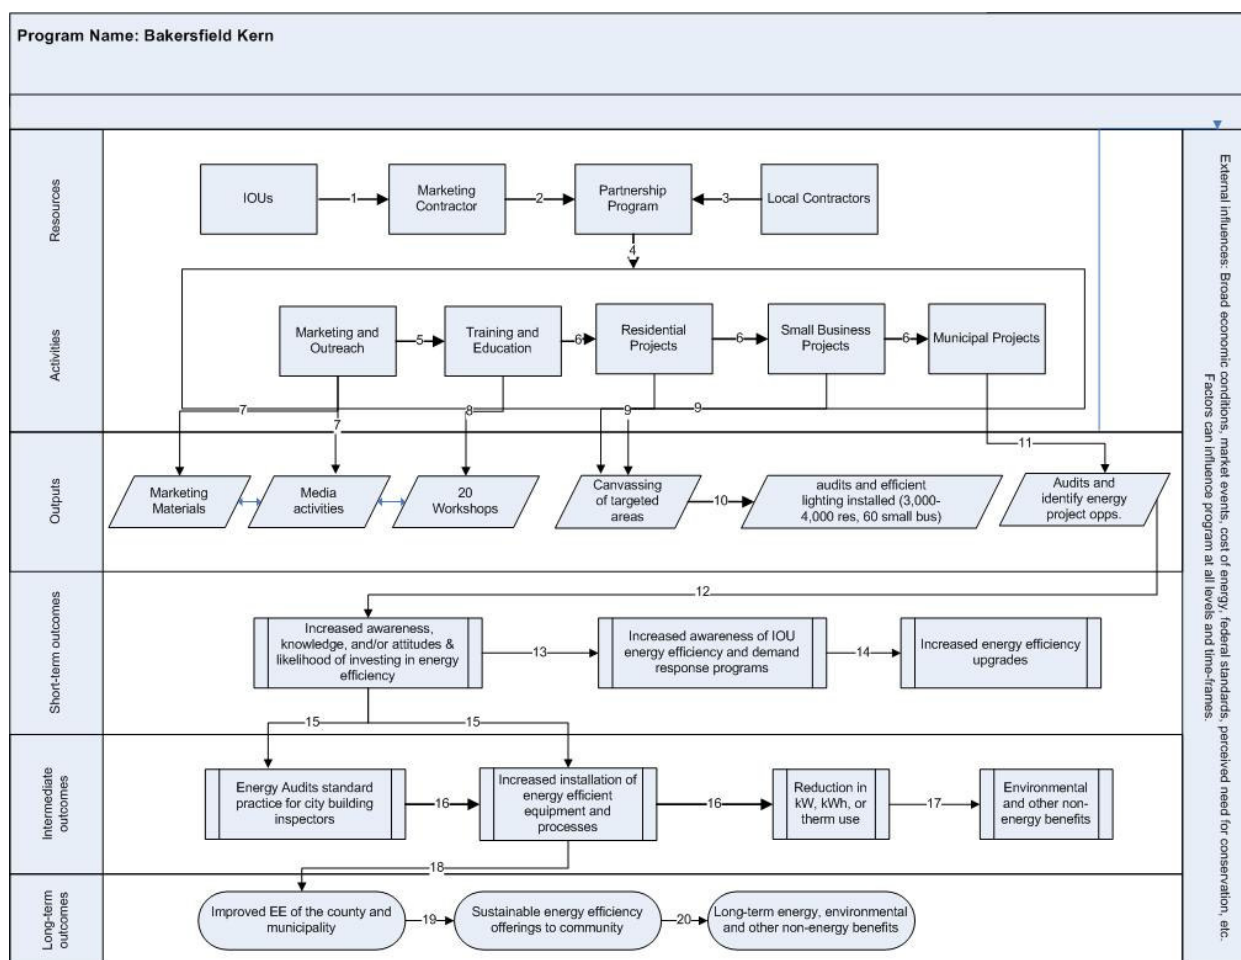 Program Name: Bakersfield Kern
Resources
IOUs
1
Marketing
Contractor
2
Partnership
Program
3
Local Contractors
4
Activities
Marketing and
Outreach
5
Training and
Education
6
Residential
Projects
6
Small Business
Projects
6
Municipal Projects
7
7
8
9
9
11
Outputs
Marketing
Materials
Media
activities
20
Workshops
Canvassing
of targeted
areas
10
audits and efficient
lighting installed (3,000-
4,000 res, 60 small bus)
Audits and
identify energy
project opps.
12
Short-term outcomes
Increased awareness,
knowledge, and/or attitudes &
likelihood of investing in energy
efficiency
13
Increased awareness of IOU
energy efficiency and demand
response programs
14
Increased energy efficiency
upgrades
15
15
Intermediate
outcomes
Energy Audits standard
practice for city building
inspectors
16
Increased installation of
energy efficient
equipment and
processes
16
Reduction in
kW, kWh, or
therm use
17
Environmental
and other non-
energy benefits
18
Long-term
outcomes
Improved EE of the county and
municipality
19
Sustainable energy efficiency
offerings to community
20
Long-term energy, environmental
and other non-energy benefits
External influences: Broad economic conditions, market events, cost of energy, federal standards, perceived need for conservation, etc.
Factors can influence program at all levels and time-frames.